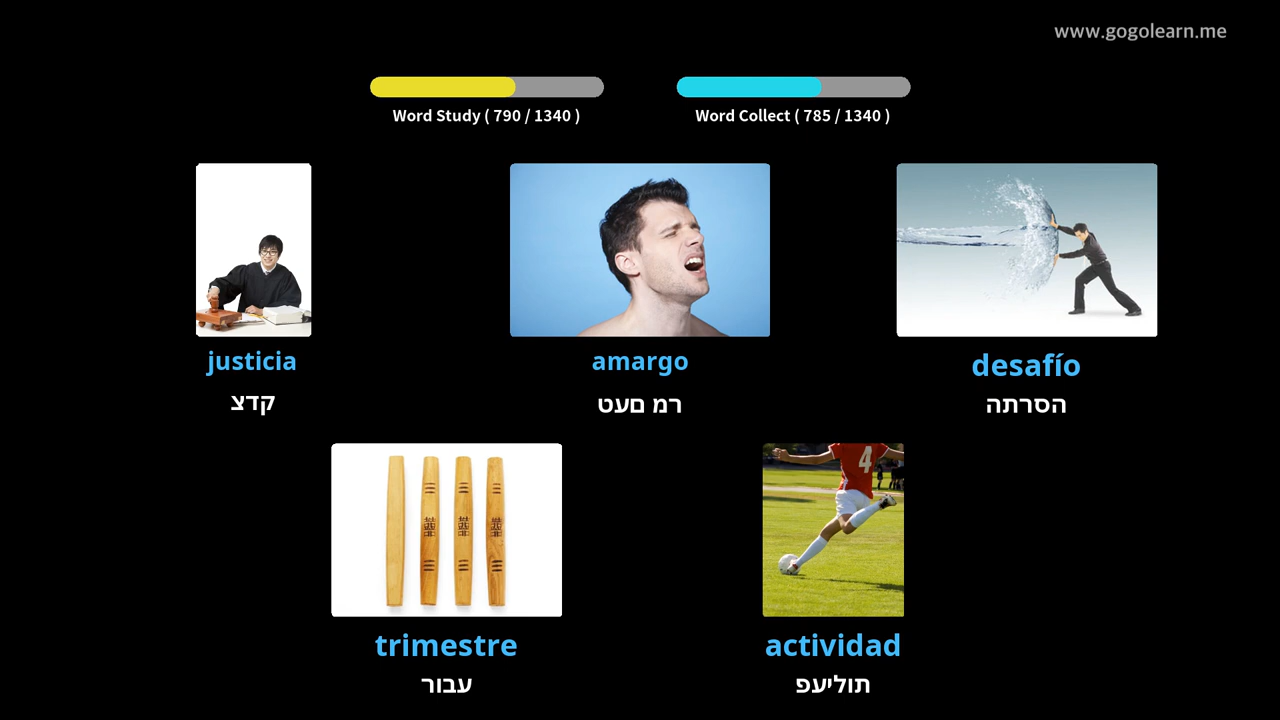 www.gogolearn.me
Word Study ( 790 / 1340 )
Word Collect ( 785 / 1340 )
justicia
קדצ
amargo
רמ םעט
desafío
הסרתה
trimestre
עבור
actividad
תוליעפ
4